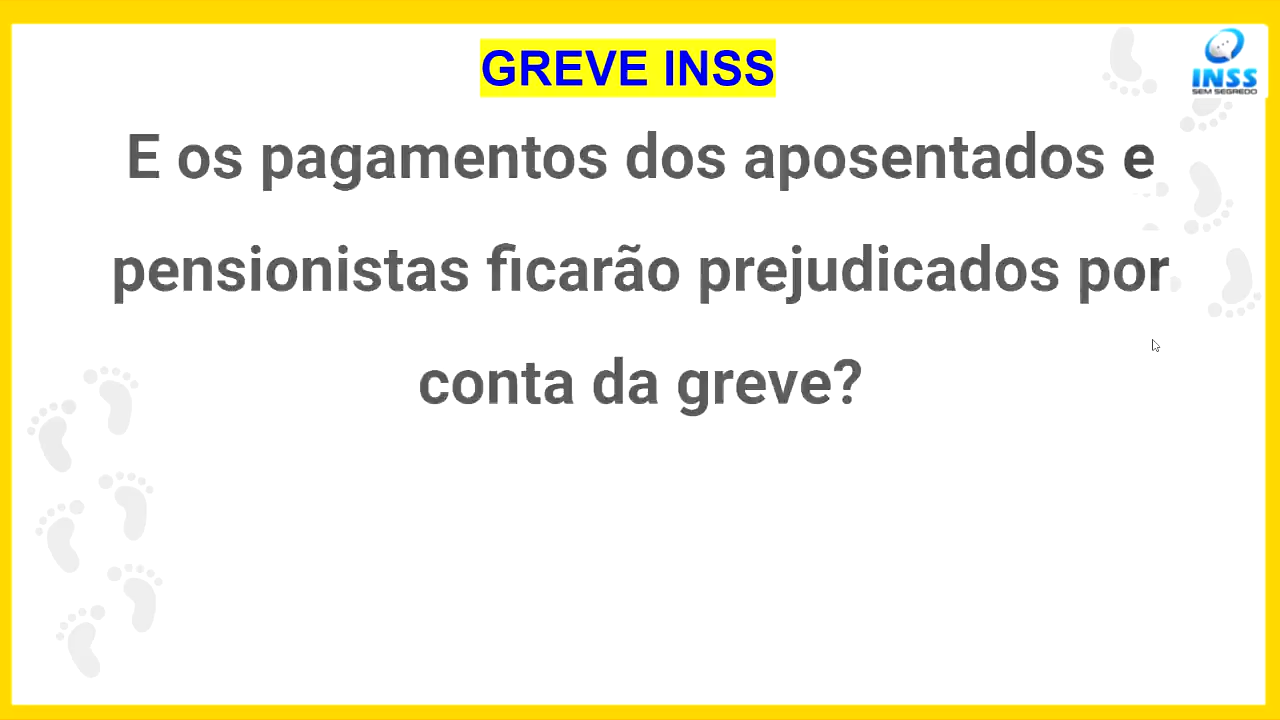 GREVE INSS
INSS
SEM SEGREDO
E os pagamentos dos aposentados e
pensionistas ficarão prejudicados por
conta da greve?